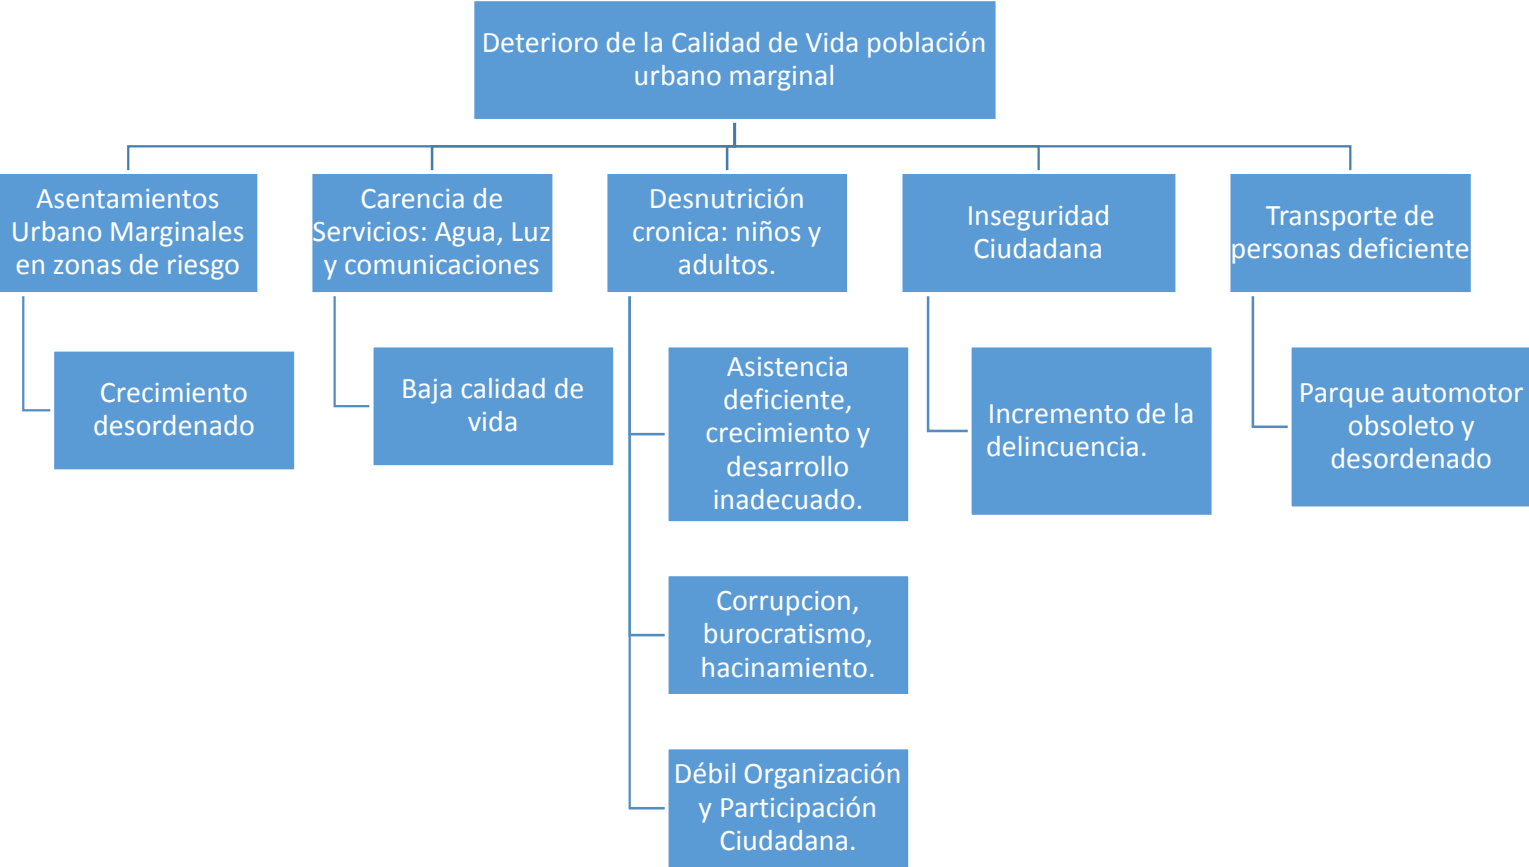 Deterioro de la Calidad de Vida población
urbano marginal
Asentamientos
Urbano Marginales
en zonas de riesgo
Carencia de
Servicios: Agua, Luz
y comunicaciones
Desnutrición
cronica: niños y
adultos.
Inseguridad
Ciudadana
Transporte de
personas deficiente
Crecimiento
desordenado
Baja calidad de
vida
Asistencia
deficiente,
crecimiento y
desarrollo
inadecuado.
Incremento de la
delincuencia.
Parque automotor
obsoleto y
desordenado
Corrupcion,
burocratismo,
hacinamiento.
Débil Organización
y Participación
Ciudadana.